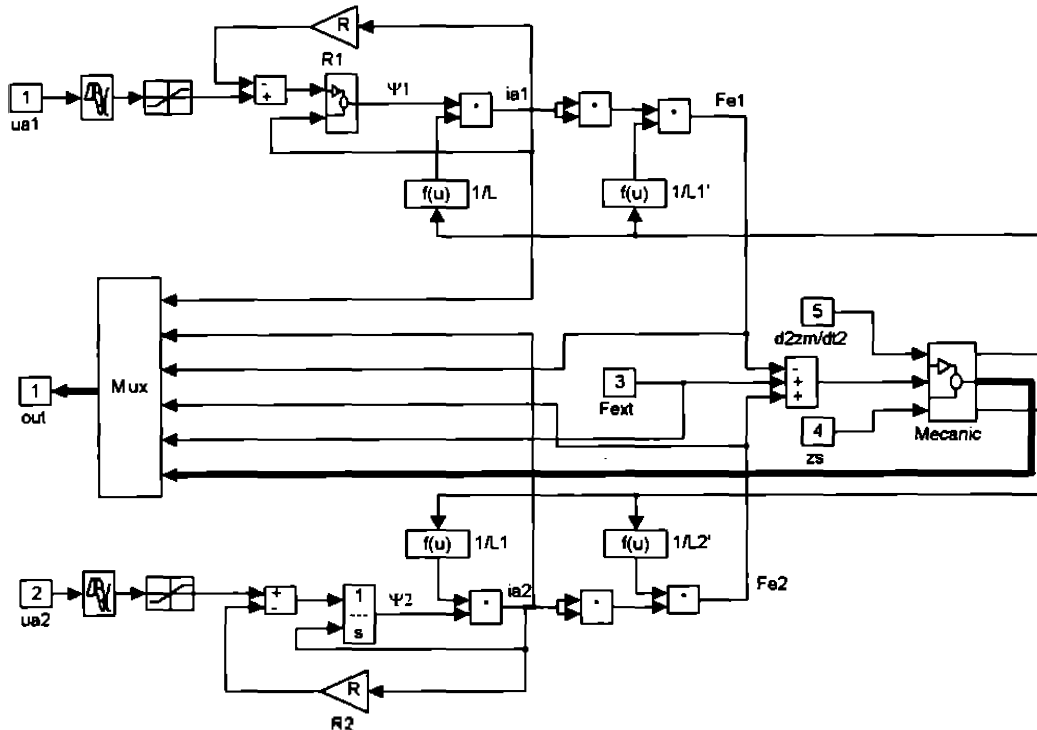 R
R1
1
ua1
-
+
Ψ1
ia1
Fe1
f(u)
1/L
f(u)
1/L1'
5
d2zm/dt2
Mux
1
out
3
Fext
-
+
+
4
zs
Mecanic
f(u)
1/L1
f(u)
1/L2'
2
ua2
+
-
1
---
s
Ψ2
ia2
Fe2
R
R2